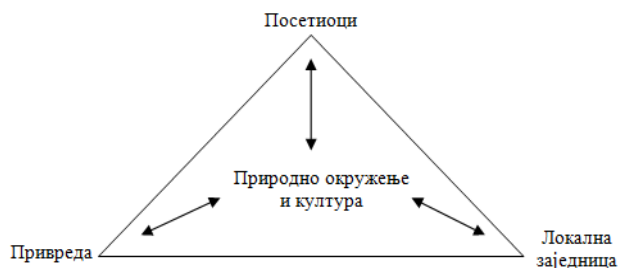 Посетиоци
Природно окружење
и култура
Привреда
Локална
заједница